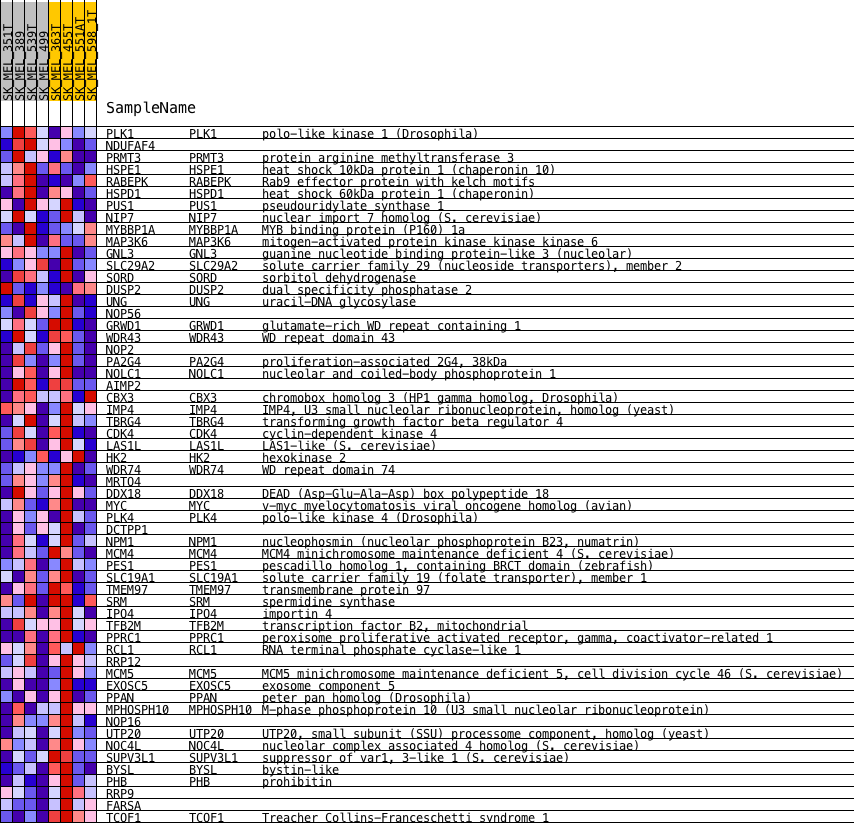 SK_MEL_351T
SK_MEL_389
SK_MEL_539T
SK_MEL_499
SK_MEL_363T
SK_MEL_455T
SK_MEL_551AT
SK_MEL_598_1T
SampleName
PLK1 PLK1 polo-like kinase 1 (Drosophila)
NDUFAF4
PRMT3 PRMT3 protein arginine methyltransferase 3
HSPE1 HSPE1 heat shock 10kDa protein 1 (chaperonin 10)
RABEPK RABEPK Rab9 effector protein with kelch motifs
HSPD1 HSPD1 heat shock 60kDa protein 1 (chaperonin)
PUS1 PUS1 pseudouridylate synthase 1
NIP7 NIP7 nuclear import 7 homolog (S. cerevisiae)
MYBBP1A MYBBP1A MYB binding protein (P160) 1a
MAP3K6 MAP3K6 mitogen-activated protein kinase kinase kinase 6
GNL3 GNL3 guanine nucleotide binding protein-like 3 (nucleolar)
SLC29A2 SLC29A2 solute carrier family 29 (nucleoside transporters), member 2
SORD SORD sorbitol dehydrogenase
DUSP2 DUSP2 dual specificity phosphatase 2
UNG UNG uracil-DNA glycosylase
NOP56
GRWD1 GRWD1 glutamate-rich WD repeat containing 1
WDR43 WDR43 WD repeat domain 43
NOP2
PA2G4 PA2G4 proliferation-associated 2G4, 38kDa
NOLC1 NOLC1 nucleolar and coiled-body phosphoprotein 1
AIMP2
CBX3 CBX3 chromobox homolog 3 (HP1 gamma homolog, Drosophila)
IMP4 IMP4 IMP4, U3 small nucleolar ribonucleoprotein, homolog (yeast)
TBRG4 TBRG4 transforming growth factor beta regulator 4
CDK4 CDK4 cyclin-dependent kinase 4
LAS1L LAS1L LAS1-like (S. cerevisiae)
HK2 HK2 hexokinase 2
WDR74 WDR74 WD repeat domain 74
MRTO4
DDX18 DDX18 DEAD (Asp-Glu-Ala-Asp) box polypeptide 18
MYC MYC v-myc myelocytomatosis viral oncogene homolog (avian)
PLK4 PLK4 polo-like kinase 4 (Drosophila)
DCTPP1
NPM1 NPM1 nucleophosmin (nucleolar phosphoprotein B23, numatrin)
MCM4 MCM4 MCM4 minichromosome maintenance deficient 4 (S. cerevisiae)
PES1 PES1 pescadillo homolog 1, containing BRCT domain (zebrafish)
SLC19A1 SLC19A1 solute carrier family 19 (folate transporter), member 1
TMEM97 TMEM97 transmembrane protein 97
SRM SRM spermidine synthase
IPO4 IPO4 importin 4
TFB2M TFB2M transcription factor B2, mitochondrial
PPRC1 PPRC1 peroxisome proliferative activated receptor, gamma, coactivator-related 1
RCL1 RCL1 RNA terminal phosphate cyclase-like 1
RRP12
MCM5 MCM5 MCM5 minichromosome maintenance deficient 5, cell division cycle 46 (S. cerevisiae)
EXOSC5 EXOSC5 exosome component 5
PPAN PPAN peter pan homolog (Drosophila)
MPHOSPH10 MPHOSPH10 M-phase phosphoprotein 10 (U3 small nucleolar ribonucleoprotein)
NOP16
UTP20 UTP20 UTP20, small subunit (SSU) processome component, homolog (yeast)
NOC4L NOC4L nucleolar complex associated 4 homolog (S. cerevisiae)
SUPV3L1 SUPV3L1 suppressor of var1, 3-like 1 (S. cerevisiae)
BYSL BYSL bystin-like
PHB PHB prohibitin
RRP9
FARSA
TCOF1 TCOF1 Treacher Collins-Franceschetti syndrome 1